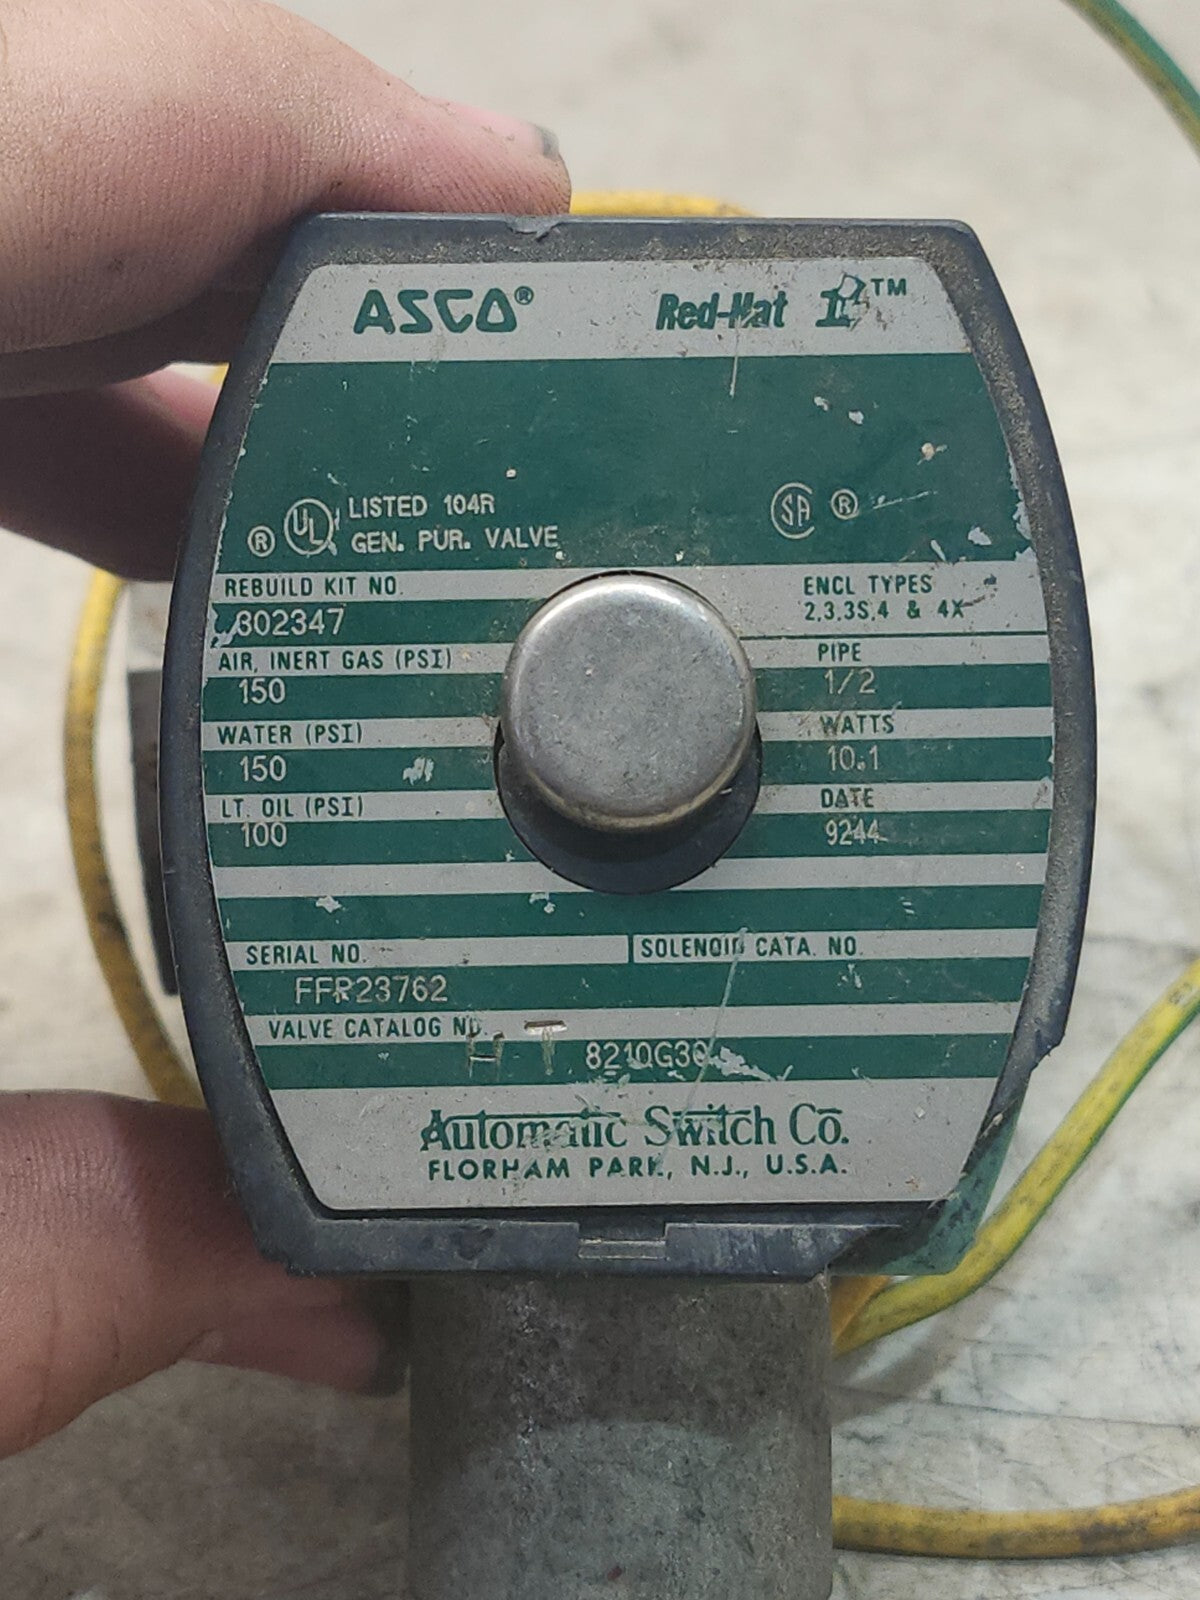 ASCO® Red-Hat II™
® UL LISTED 104R
GEN. PUR. VALVE
SA ®
REBUILD KIT NO.
302347
ENCL TYPES
2,3,3S,4 & 4X
AIR, INERT GAS (PSI)
150
PIPE
1/2
WATER (PSI)
150
WATTS
10.1
LT. OIL (PSI)
100
DATE
9244
SERIAL NO.
FFR23762
SOLENOID CATA. NO.
VALVE CATALOG NO.
H T 8210G30
Automatic Switch Co.
FLORHAM PARK, N.J., U.S.A.